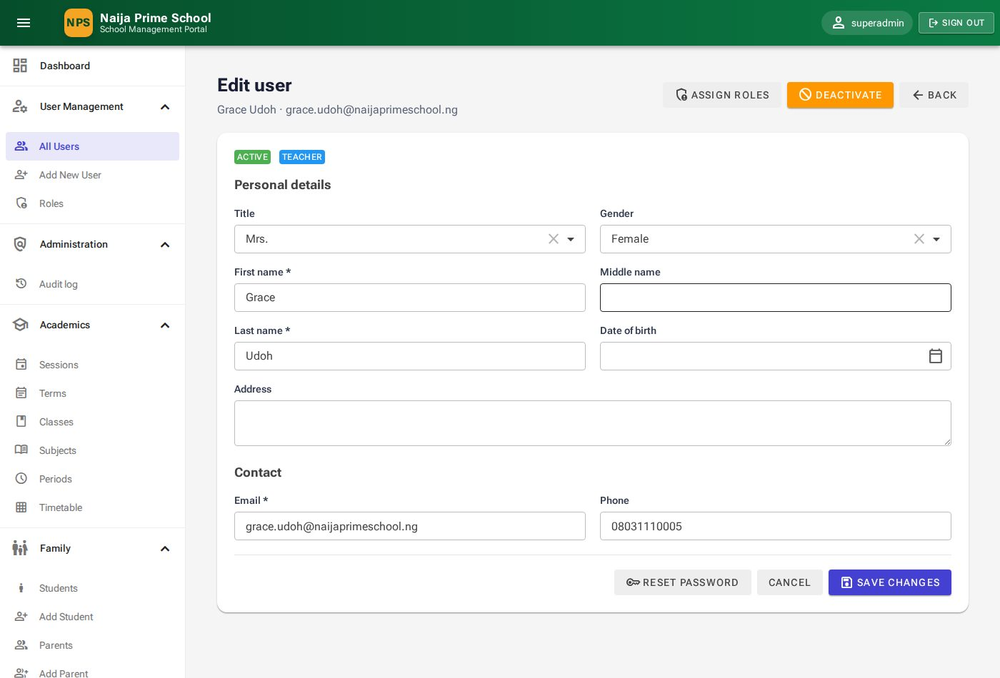 NPS
Naija Prime School
School Management Portal
superadmin
SIGN OUT
Dashboard
User Management
All Users
Add New User
Roles
Administration
Audit log
Academics
Sessions
Terms
Classes
Subjects
Periods
Timetable
Family
Students
Add Student
Parents
Add Parent
Edit user
Grace Udoh · grace.udoh@naijaprimeschool.ng
ASSIGN ROLES
DEACTIVATE
BACK
ACTIVE
TEACHER
Personal details
Title
Gender
Mrs.
Female
First name *
Middle name
Grace
Last name *
Date of birth
Udoh
Address
Contact
Email *
Phone
grace.udoh@naijaprimeschool.ng
08031110005
RESET PASSWORD
CANCEL
SAVE CHANGES